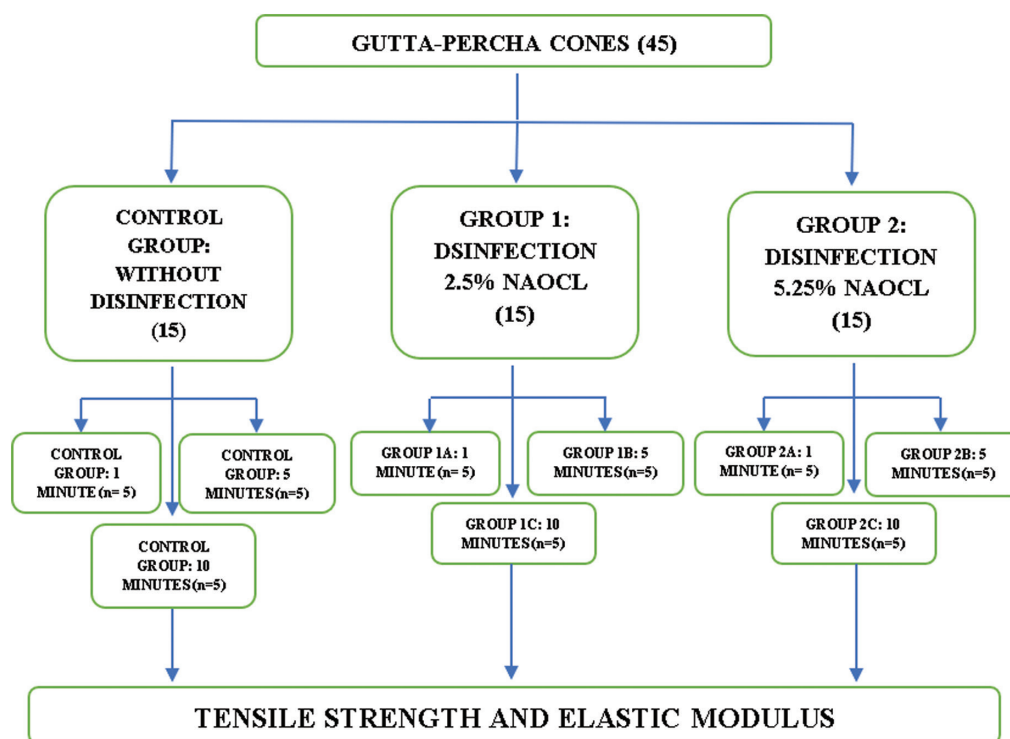 GUTTA-PERCHA CONES (45)
CONTROL
GROUP:
WITHOUT
DISINFECTION
(15)
GROUP 1:
DSINFECTION
2.5% NAOCL
(15)
GROUP 2:
DISINFECTION
5.25% NAOCL
(15)
CONTROL
GROUP: 1
MINUTE (n= 5)
CONTROL
GROUP: 5
MINUTES(n=5)
CONTROL
GROUP: 10
MINUTES(n=5)
GROUP 1A: 1
MINUTE (n= 5)
GROUP 1B: 5
MINUTES(n=5)
GROUP 1C: 10
MINUTES(n=5)
GROUP 2A: 1
MINUTE (n= 5)
GROUP 2B: 5
MINUTES(n=5)
GROUP 2C: 10
MINUTES(n=5)
TENSILE STRENGTH AND ELASTIC MODULUS